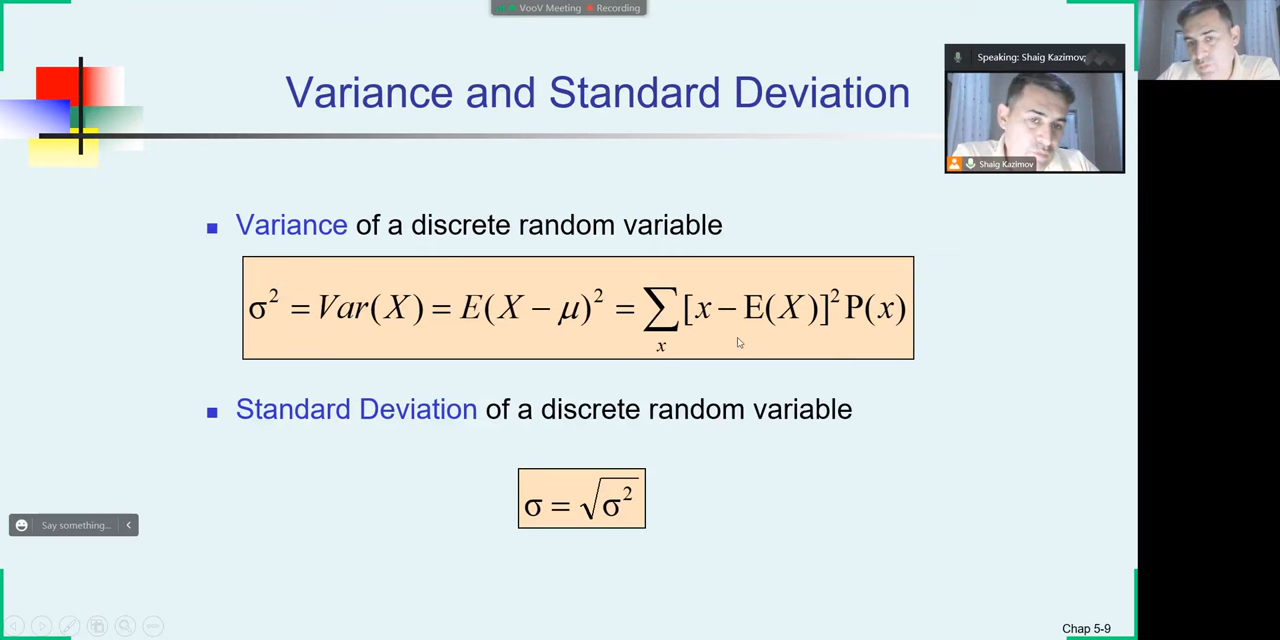 VooV Meeting Recording
Speaking: Shaig Kazimov;
Variance and Standard Deviation
Shaig Kazimov
Variance of a discrete random variable
σ² = Var(X) = E(X − μ)² = ∑ₓ [x − E(X)]² P(x)
Standard Deviation of a discrete random variable
σ = √σ²
Say something...
Chap 5-9